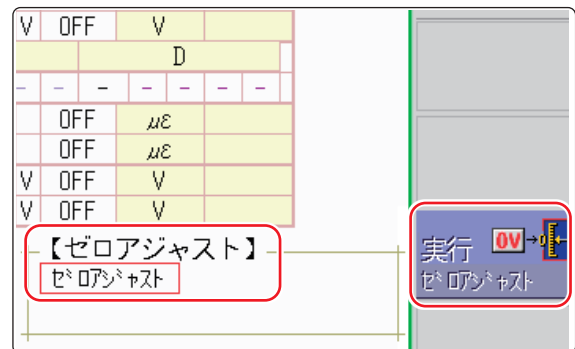 V OFF V
D
- - - - - - -
OFF με
OFF με
V OFF V
V OFF V
【ゼロアジャスト】
ゼロアジャスト
実行 0V→0
ゼロアジャスト